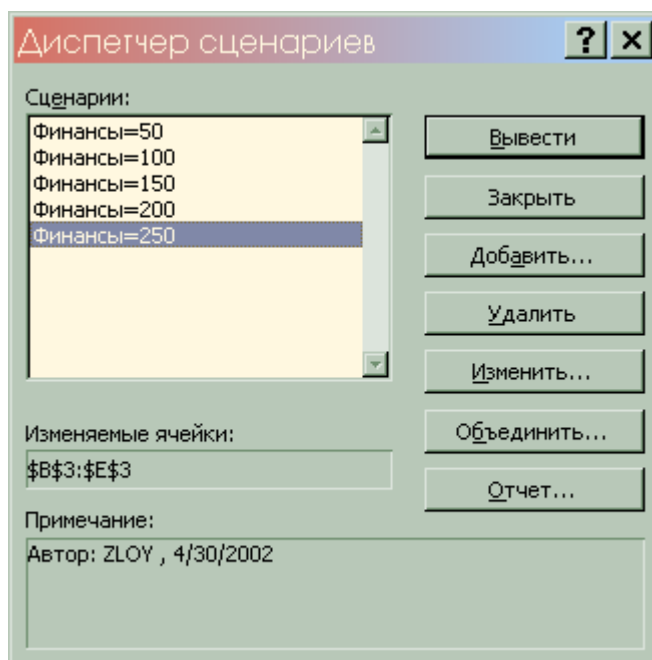 Диспетчер сценариев
Сценарии:
Финансы=50
Финансы=100
Финансы=150
Финансы=200
Финансы=250
Вывести
Закрыть
Добавить...
Удалить
Изменить...
Объединить...
Отчет...
Изменяемые ячейки:
$B$3:$E$3
Примечание:
Автор: ZLOY , 4/30/2002